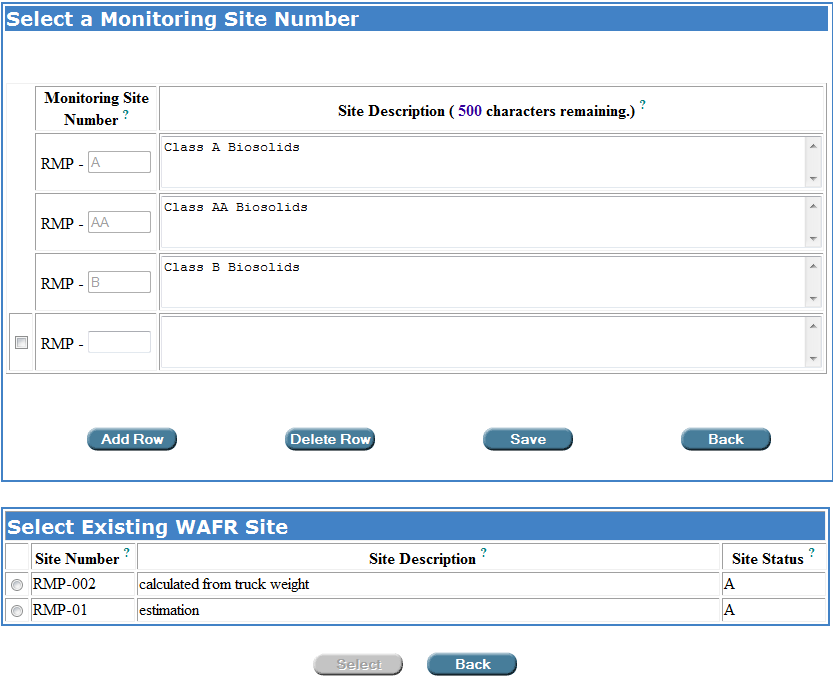 Select a Monitoring Site Number
Monitoring Site
Number ?
Site Description ( 500 characters remaining.) ?
RMP - A
Class A Biosolids
RMP - AA
Class AA Biosolids
RMP - B
Class B Biosolids
RMP -
Add Row Delete Row Save Back
Select Existing WAFR Site
Site Number ? Site Description ? Site Status ?
RMP-002 calculated from truck weight A
RMP-01 estimation A
Select Back